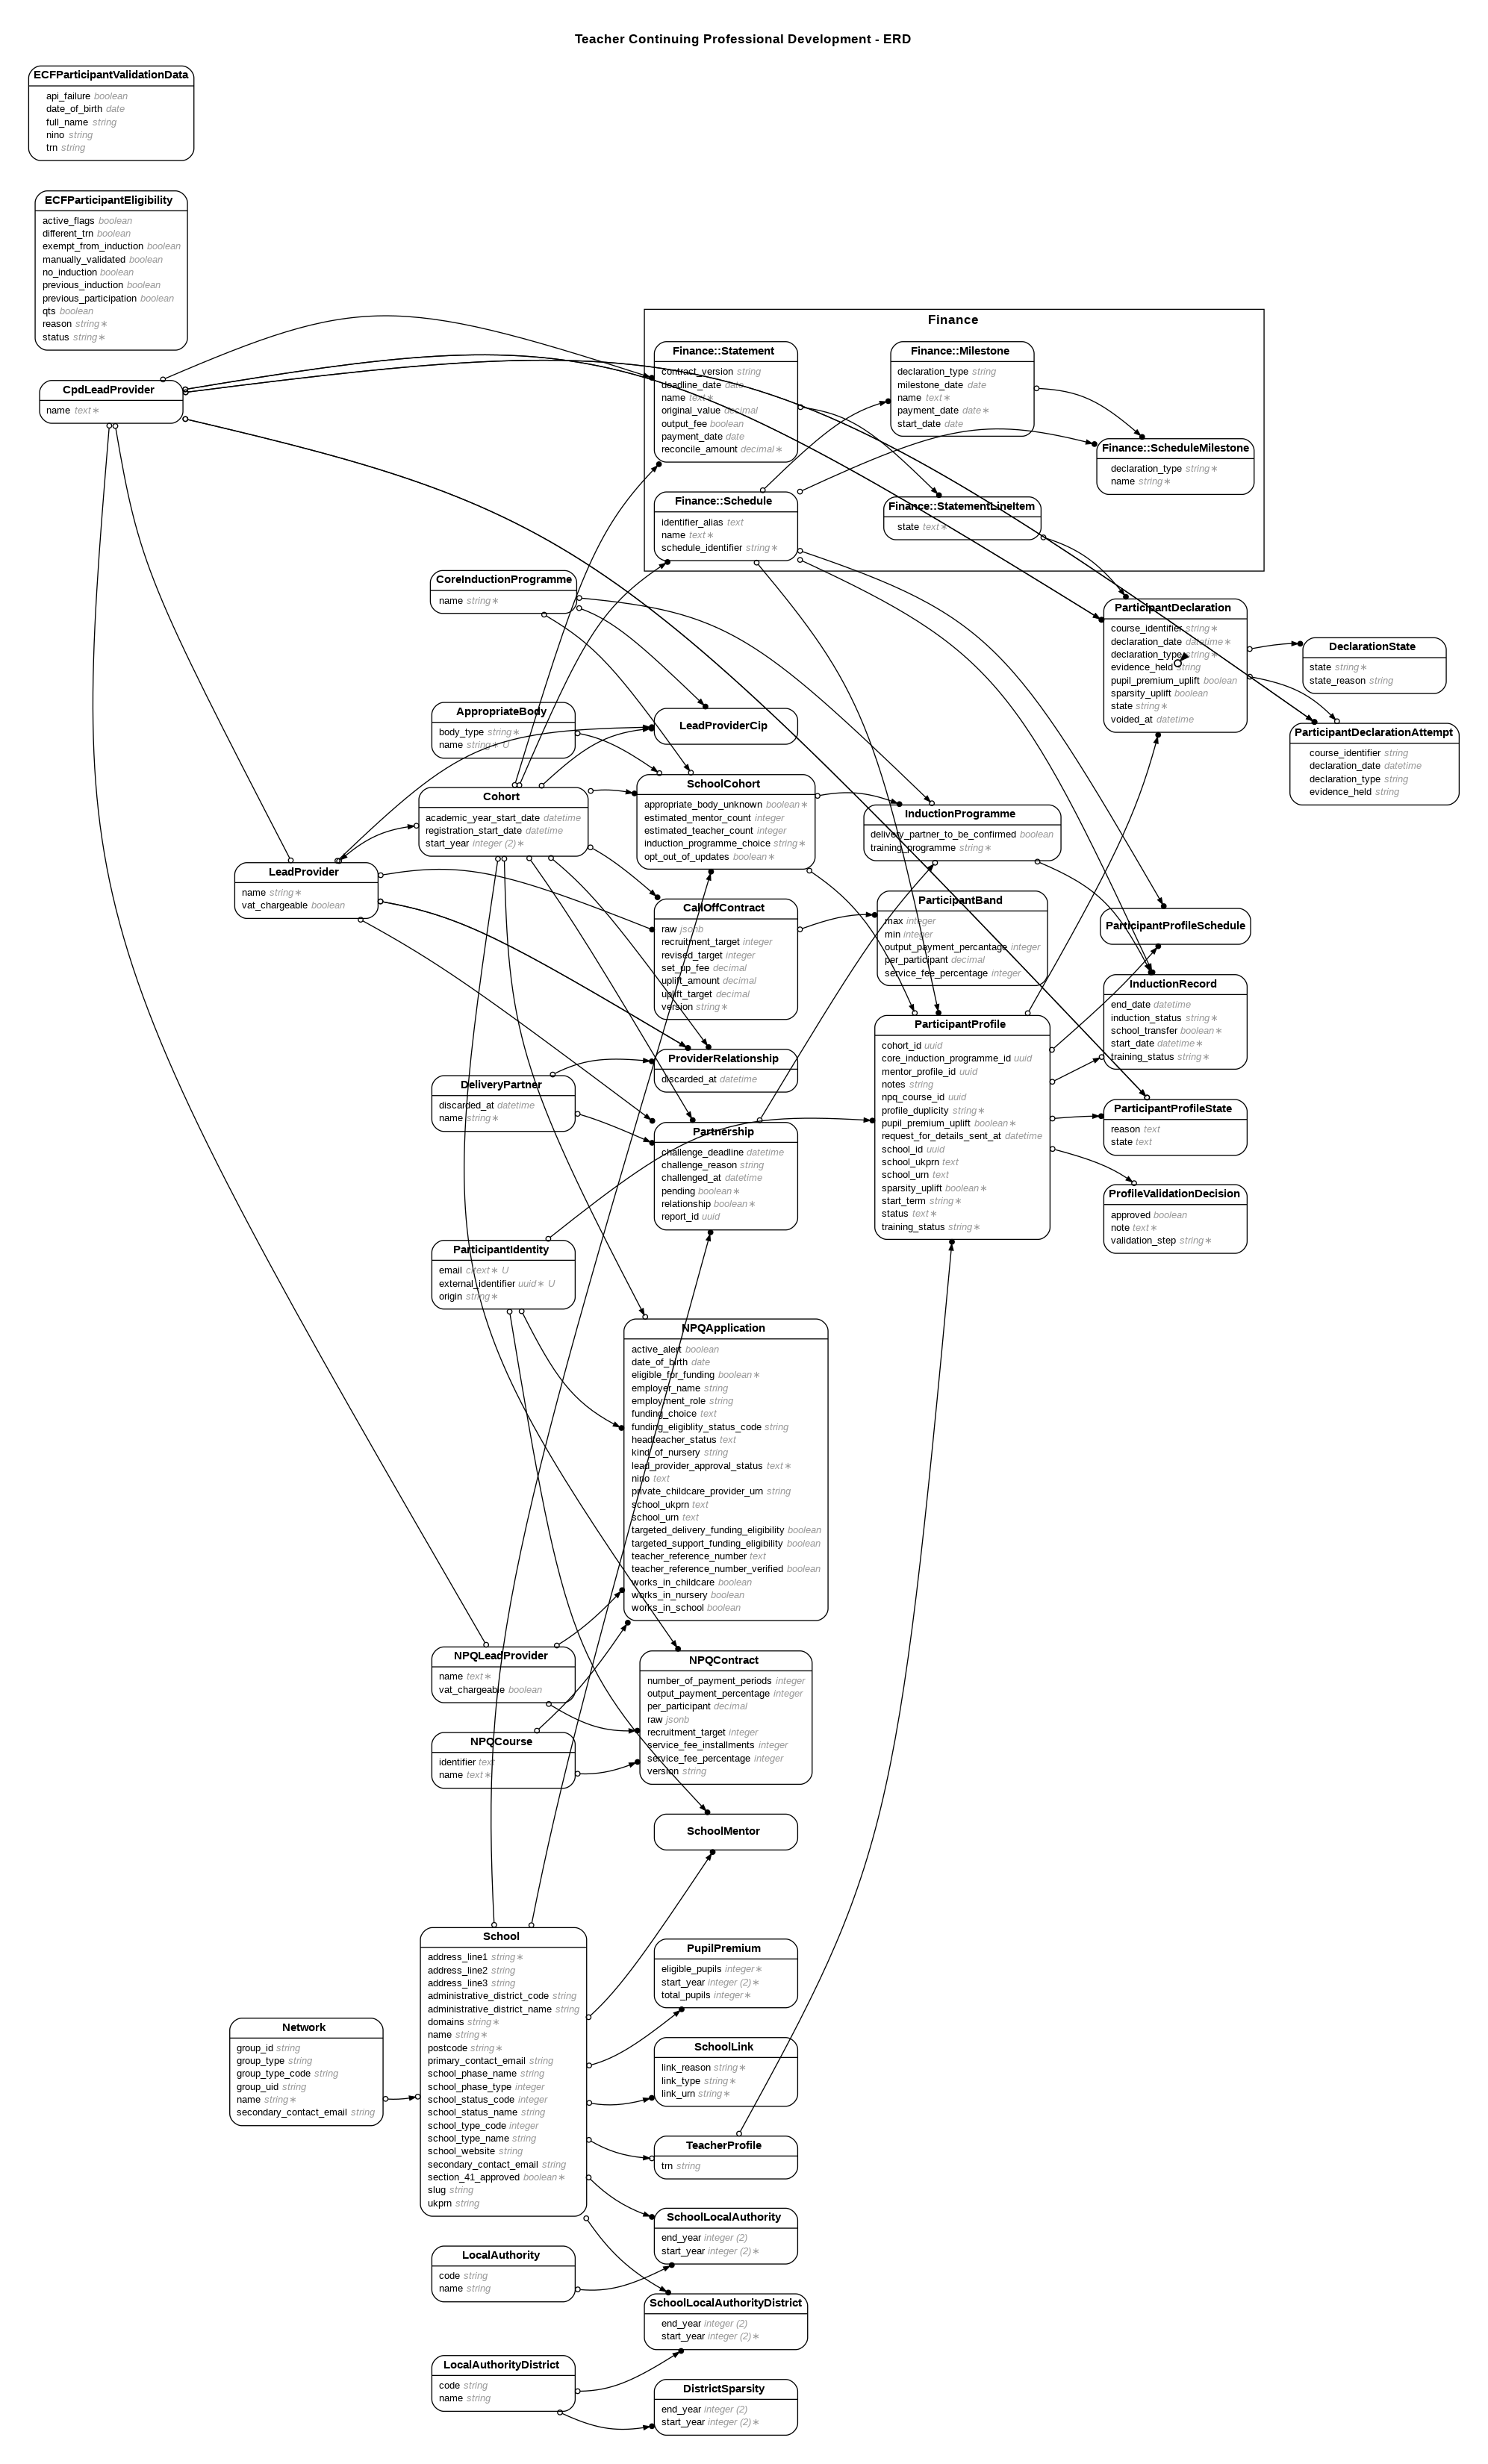 Teacher Continuing Professional Development - ERD
ECFParticipantValidationData
api_failure boolean
date_of_birth date
full_name string
nino string
trn string
ECFParticipantEligibility
active_flags boolean
different_trn boolean
exempt_from_induction boolean
manually_validated boolean
no_induction boolean
previous_induction boolean
previous_participation boolean
qts boolean
reason string∗
status string∗
CpdLeadProvider
name text∗
Finance
Finance::Statement
contract_version string
deadline_date date
name text∗
original_value decimal
output_fee boolean
payment_date date
reconcile_amount decimal∗
Finance::Milestone
declaration_type string
milestone_date date
name text∗
payment_date date∗
start_date date
Finance::ScheduleMilestone
declaration_type string∗
name string∗
Finance::Schedule
identifier_alias text
name text∗
schedule_identifier string∗
Finance::StatementLineItem
state text∗
CoreInductionProgramme
name string∗
ParticipantDeclaration
course_identifier string∗
declaration_date datetime∗
declaration_type string∗
evidence_held string
pupil_premium_uplift boolean
sparsity_uplift boolean
state string∗
voided_at datetime
DeclarationState
state string∗
state_reason string
ParticipantDeclarationAttempt
course_identifier string
declaration_date datetime
declaration_type string
evidence_held string
AppropriateBody
body_type string∗
name string∗ U
LeadProviderCip
Cohort
academic_year_start_date datetime
registration_start_date datetime
start_year integer (2)∗
SchoolCohort
appropriate_body_unknown boolean∗
estimated_mentor_count integer
estimated_teacher_count integer
induction_programme_choice string∗
opt_out_of_updates boolean∗
InductionProgramme
delivery_partner_to_be_confirmed boolean
training_programme string∗
LeadProvider
name string∗
vat_chargeable boolean
CallOffContract
raw jsonb
recruitment_target integer
revised_target integer
set_up_fee decimal
uplift_amount decimal
uplift_target decimal
version string∗
ParticipantBand
max integer
min integer
output_payment_percantage integer
per_participant decimal
service_fee_percentage integer
ParticipantProfileSchedule
InductionRecord
end_date datetime
induction_status string∗
school_transfer boolean∗
start_date datetime∗
training_status string∗
ParticipantProfile
cohort_id uuid
core_induction_programme_id uuid
mentor_profile_id uuid
notes string
npq_course_id uuid
profile_duplicity string∗
pupil_premium_uplift boolean∗
request_for_details_sent_at datetime
school_id uuid
school_ukprn text
school_urn text
sparsity_uplift boolean∗
start_term string∗
status text∗
training_status string∗
ProviderRelationship
discarded_at datetime
DeliveryPartner
discarded_at datetime
name string∗
Partnership
challenge_deadline datetime
challenge_reason string
challenged_at datetime
pending boolean∗
relationship boolean∗
report_id uuid
ParticipantProfileState
reason text
state text
ProfileValidationDecision
approved boolean
note text∗
validation_step string∗
ParticipantIdentity
email citext∗ U
external_identifier uuid∗ U
origin string∗
NPQApplication
active_alert boolean
date_of_birth date
eligible_for_funding boolean∗
employer_name string
employment_role string
funding_choice text
funding_eligiblity_status_code string
headteacher_status text
kind_of_nursery string
lead_provider_approval_status text∗
nino text
private_childcare_provider_urn string
school_ukprn text
school_urn text
targeted_delivery_funding_eligibility boolean
targeted_support_funding_eligibility boolean
teacher_reference_number text
teacher_reference_number_verified boolean
works_in_childcare boolean
works_in_nursery boolean
works_in_school boolean
NPQLeadProvider
name text∗
vat_chargeable boolean
NPQContract
number_of_payment_periods integer
output_payment_percentage integer
per_participant decimal
raw jsonb
recruitment_target integer
service_fee_installments integer
service_fee_percentage integer
version string
NPQCourse
identifier text
name text∗
SchoolMentor
School
address_line1 string∗
address_line2 string
address_line3 string
administrative_district_code string
administrative_district_name string
domains string∗
name string∗
postcode string∗
primary_contact_email string
school_phase_name string
school_phase_type integer
school_status_code integer
school_status_name string
school_type_code integer
school_type_name string
school_website string
secondary_contact_email string
section_41_approved boolean∗
slug string
ukprn string
Network
group_id string
group_type string
group_type_code string
group_uid string
name string∗
secondary_contact_email string
PupilPremium
eligible_pupils integer∗
start_year integer (2)∗
total_pupils integer∗
SchoolLink
link_reason string∗
link_type string∗
link_urn string∗
TeacherProfile
trn string
SchoolLocalAuthority
end_year integer (2)
start_year integer (2)∗
LocalAuthority
code string
name string
SchoolLocalAuthorityDistrict
end_year integer (2)
start_year integer (2)∗
LocalAuthorityDistrict
code string
name string
DistrictSparsity
end_year integer (2)
start_year integer (2)∗